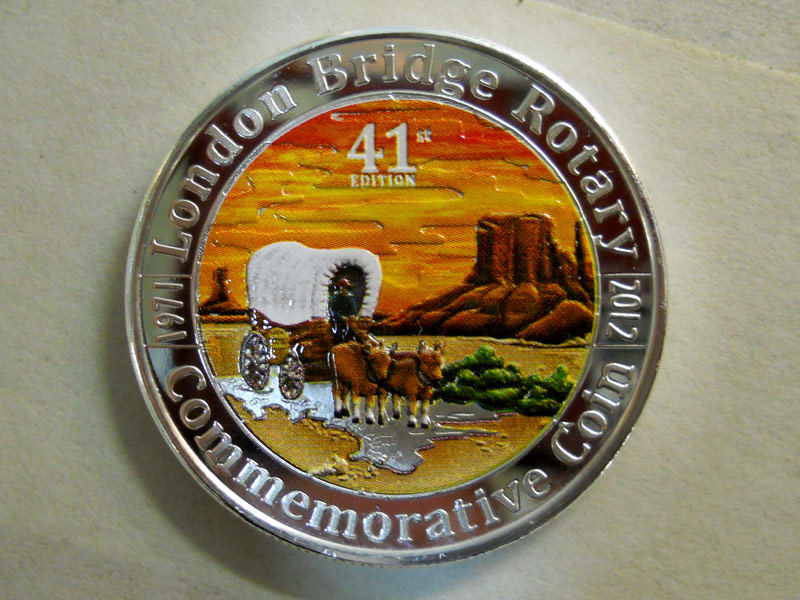 London Bridge Rotary
41st
EDITION
1971
2012
Commemorative Coin